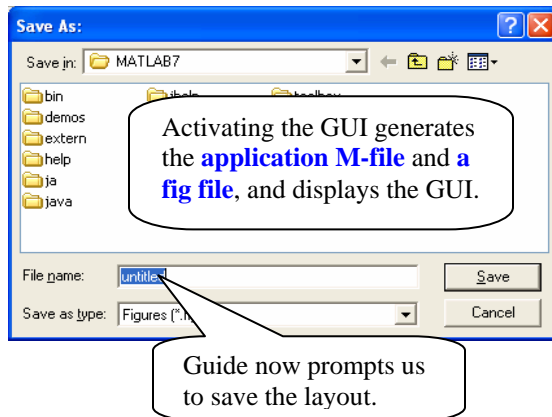 Save As:
Save in: MATLAB7
bin
demos
extern
help
ja
java
toolbox
Activating the GUI generates
the application M-file and a
fig file, and displays the GUI.
File name: untitled
Save
Save as type: Figures
Cancel
Guide now prompts us
to save the layout.